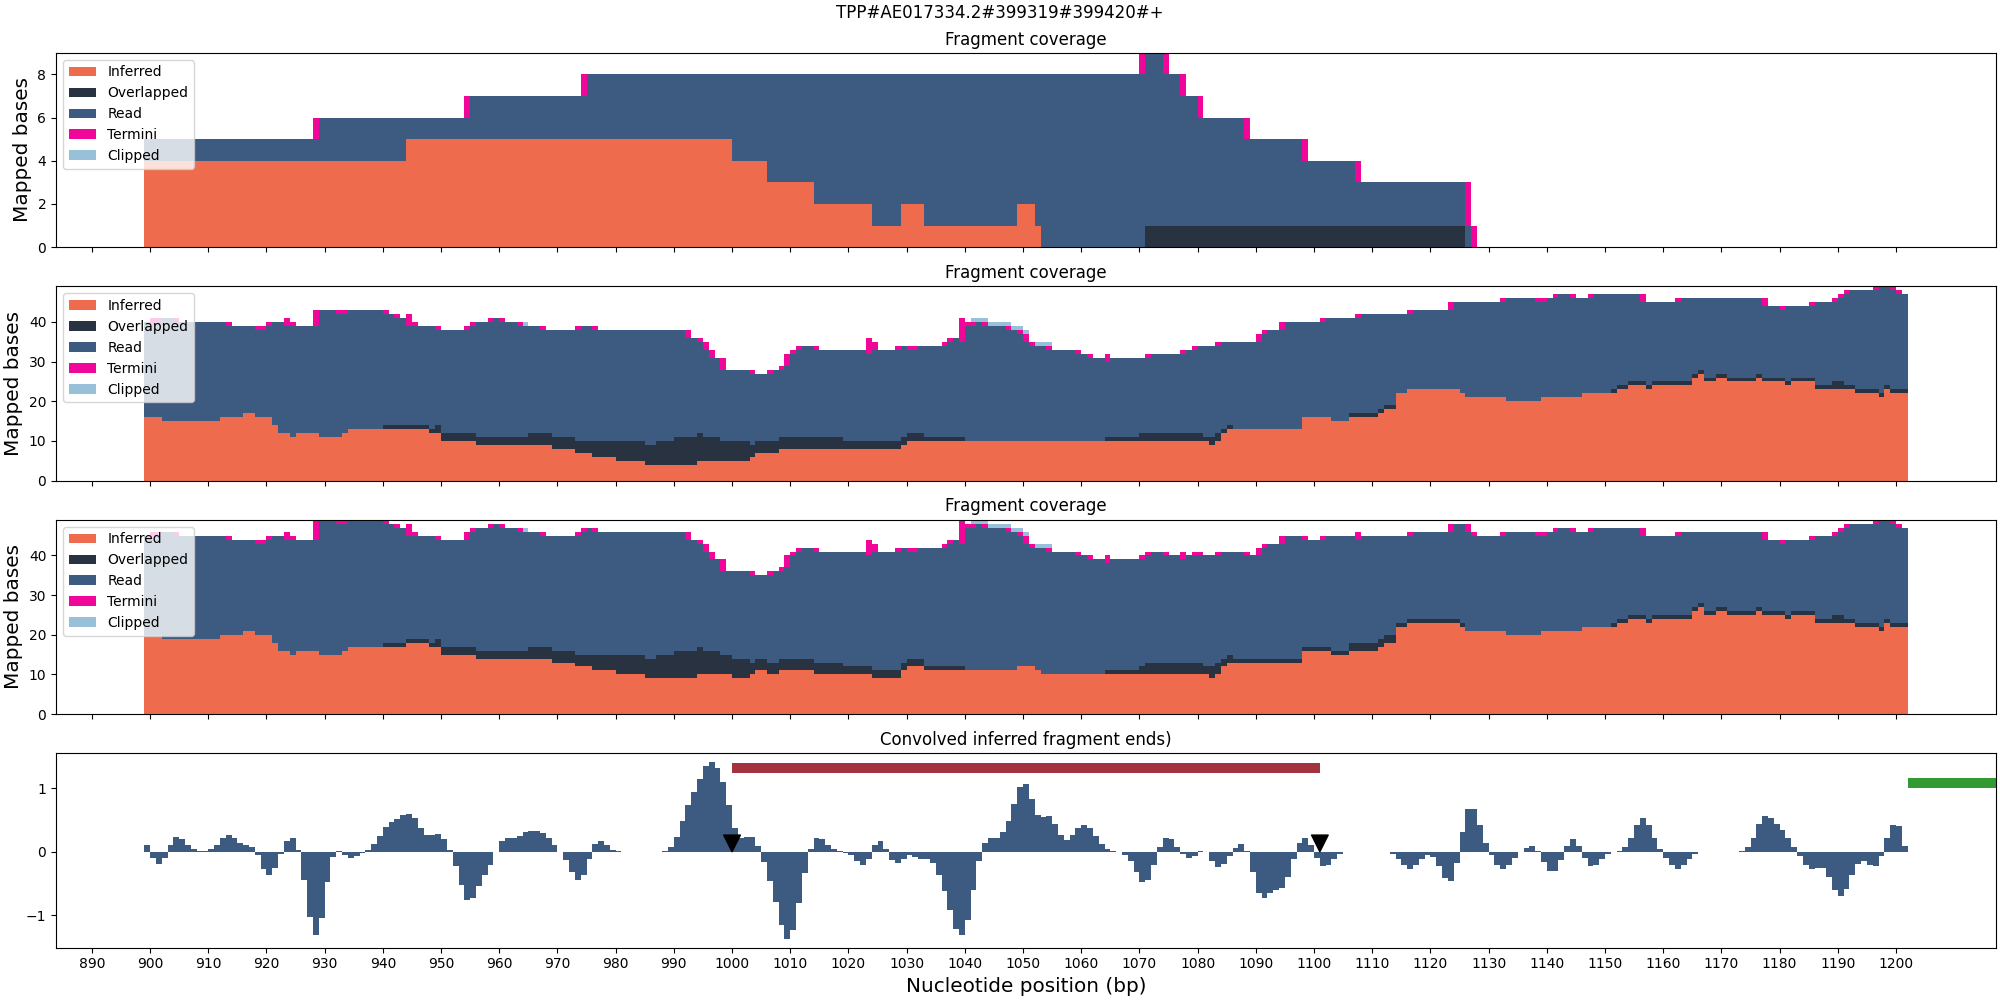 TPP#AE017334.2#399319#399420#+
Fragment coverage
Mapped bases
8
6
4
2
0
Inferred
Overlapped
Read
Termini
Clipped
Fragment coverage
Mapped bases
40
30
20
10
0
Inferred
Overlapped
Read
Termini
Clipped
Fragment coverage
Mapped bases
40
30
20
10
0
Inferred
Overlapped
Read
Termini
Clipped
Convolved inferred fragment ends)
1
0
−1
890 900 910 920 930 940 950 960 970 980 990 1000 1010 1020 1030 1040 1050 1060 1070 1080 1090 1100 1110 1120 1130 1140 1150 1160 1170 1180 1190 1200
Nucleotide position (bp)